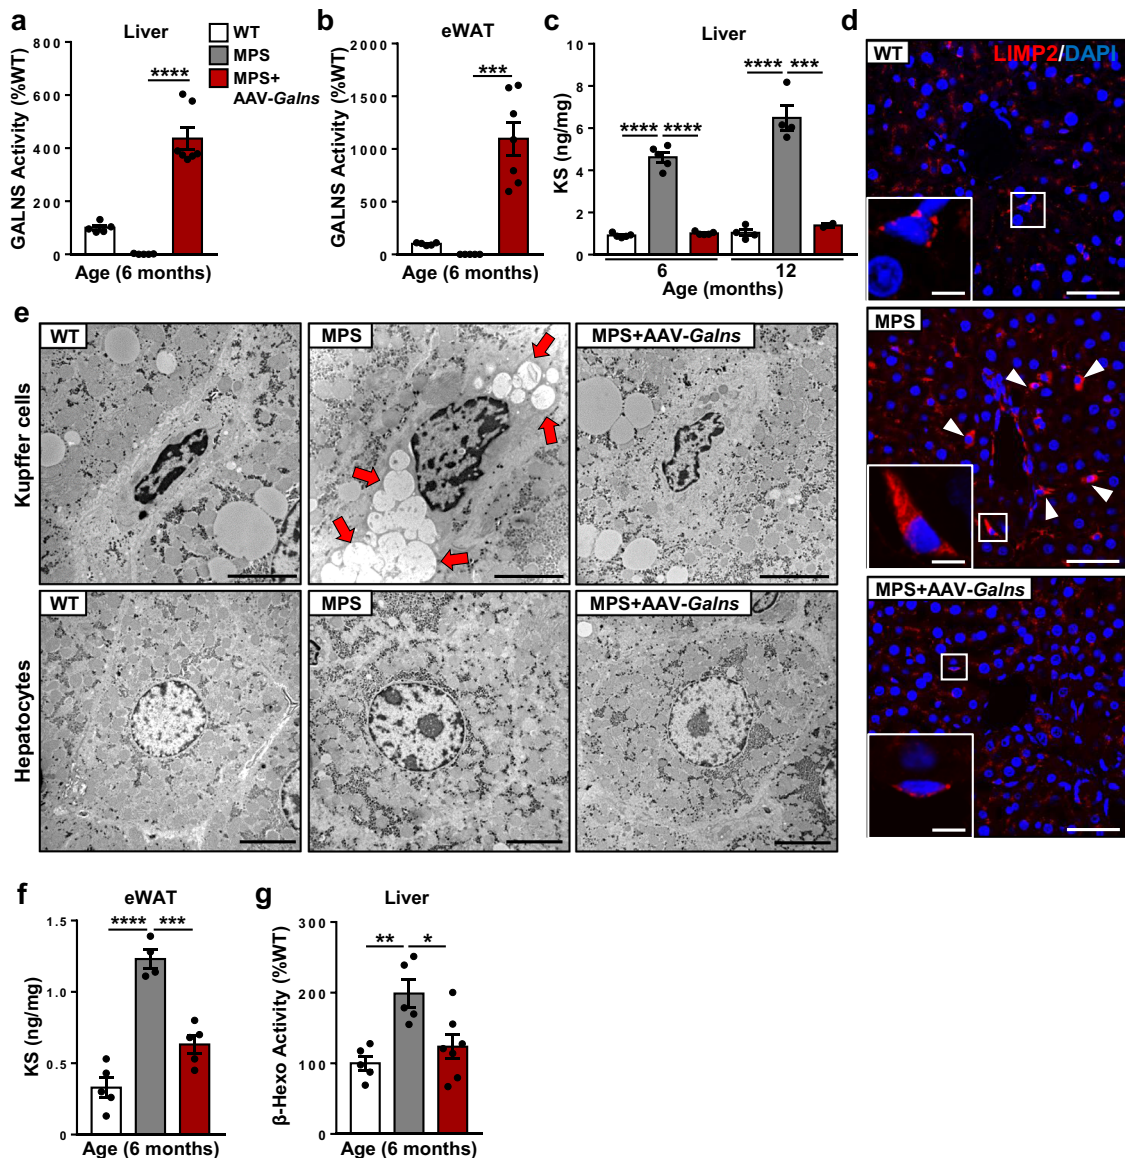 a
Liver
GALNS Activity (%WT)
800
600
400
200
0
****
Age (6 months)
WT
MPS
MPS+
AAV-Galns
b
eWAT
GALNS Activity (%WT)
2000
1500
1000
500
0
***
Age (6 months)
c
Liver
KS (ng/mg)
10
8
6
4
2
0
**** ****
**** ***
6 12
Age (months)
d
WT
LIMP2/DAPI
MPS
MPS+AAV-Galns
e
Kupffer cells
WT
MPS
MPS+AAV-Galns
Hepatocytes
WT
MPS
MPS+AAV-Galns
f
eWAT
KS (ng/mg)
1.5
1.0
0.5
0
**** ***
Age (6 months)
g
Liver
β-Hexo Activity (%WT)
300
200
100
0
** *
Age (6 months)